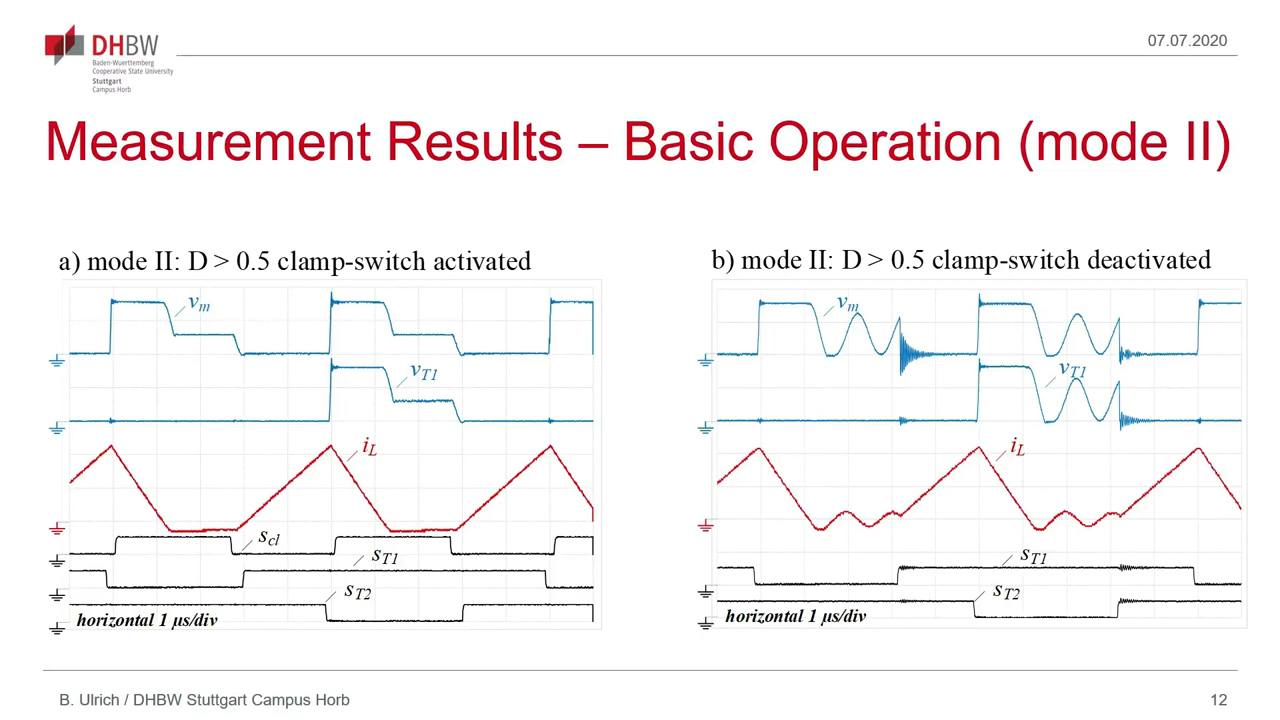 DHBW
Baden-Wuerttemberg
Cooperative State University
Stuttgart
Campus Horb
07.07.2020
Measurement Results – Basic Operation (mode II)
a) mode II: D > 0.5 clamp-switch activated
vm
vT1
iL
scl
sT1
sT2
horizontal 1 µs/div
b) mode II: D > 0.5 clamp-switch deactivated
vm
vT1
iL
sT1
sT2
horizontal 1 µs/div
B. Ulrich / DHBW Stuttgart Campus Horb
12